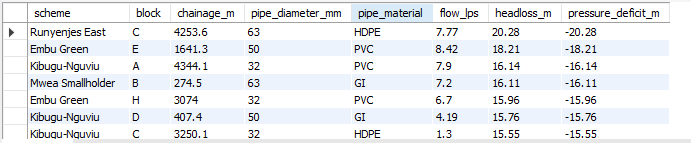 scheme block chainage_m pipe_diameter_mm pipe_material flow_lps headloss_m pressure_deficit_m
Runyenjes East C 4253.6 63 HDPE 7.77 20.28 -20.28
Embu Green E 1641.3 50 PVC 8.42 18.21 -18.21
Kibugu-Nguviu A 4344.1 32 PVC 7.9 16.14 -16.14
Mwea Smallholder B 274.5 63 GI 7.2 16.11 -16.11
Embu Green H 3074 32 PVC 6.7 15.96 -15.96
Kibugu-Nguviu D 407.4 50 GI 4.19 15.76 -15.76
Kibugu-Nguviu C 3250.1 32 HDPE 1.3 15.55 -15.55